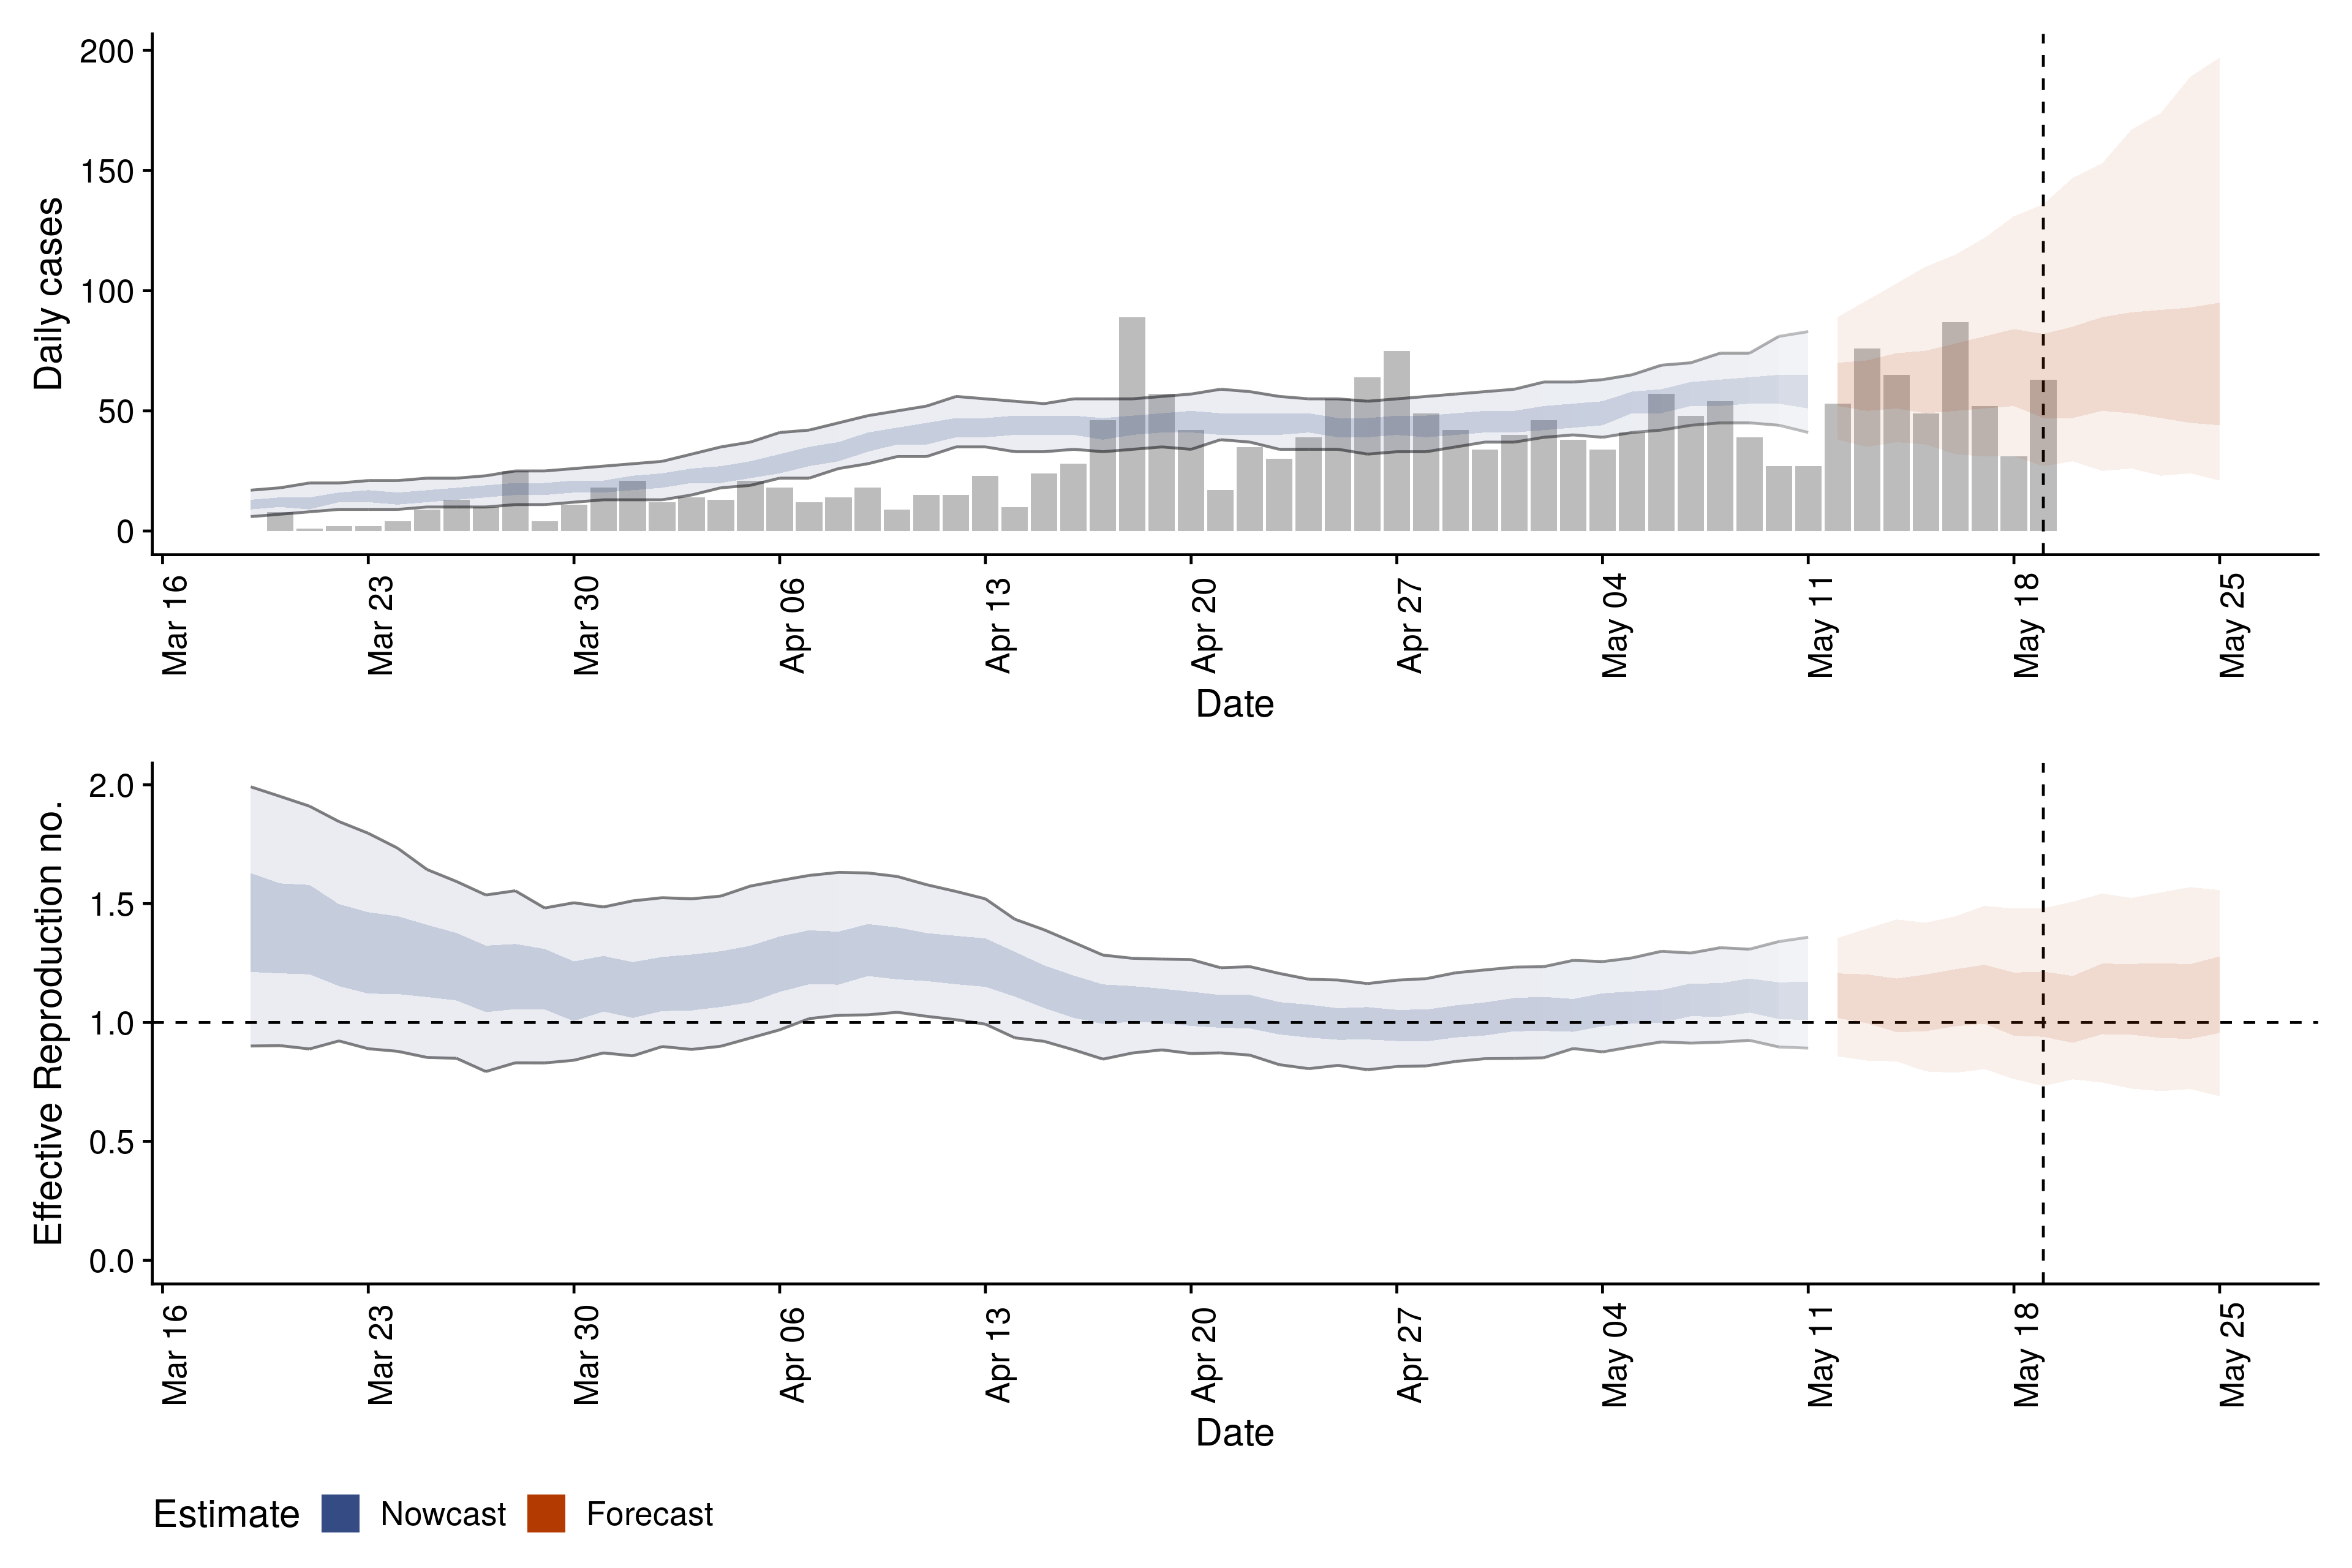 Daily cases
200
150
100
50
0
Mar 16
Mar 23
Mar 30
Apr 06
Apr 13
Apr 20
Apr 27
May 04
May 11
May 18
May 25
Date
Effective Reproduction no.
2.0
1.5
1.0
0.5
0.0
Mar 16
Mar 23
Mar 30
Apr 06
Apr 13
Apr 20
Apr 27
May 04
May 11
May 18
May 25
Date
Estimate Nowcast Forecast